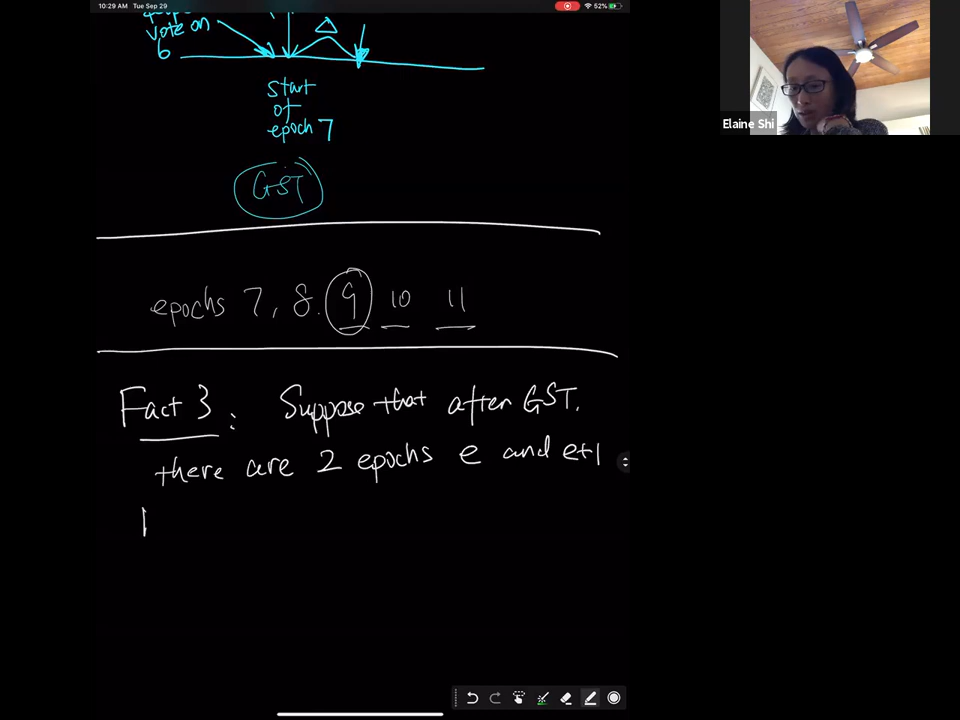 10:29 AM Tue Sep 29
52%
vote on
b
Δ
start
of
epoch 7
GST
Elaine Shi
epochs 7, 8. 9 10 11
Fact 3: Suppose that after GST.
there are 2 epochs e and e+1